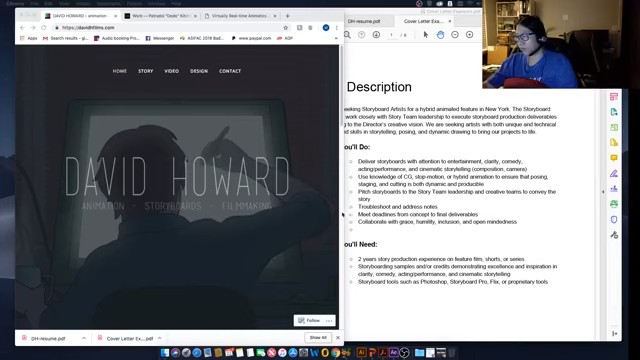 Chrome
DAVID HOWARD – animation -
Work — Palmabot "Dads" Kiln
Virtually Real-time Animators
https://davidhfilms.com
Apps
Search results - g...
Audio booking pro...
Messenger
ASIFAC 2018 Bad...
www.paypal.com
AOP
HOME
STORY
VIDEO
DESIGN
CONTACT
DAVID HOWARD
ANIMATION - STORYBOARDS - FILMMAKING
Follow
DH-resume.pdf
Cover Letter Ex....pdf
Show All
Cover Letter Example.pdf
DH-resume.pdf
Cover Letter Exa...
Description
seeking Storyboard Artists for a hybrid animated feature in New York. The Storyboard
work closely with Story Team leadership to execute storyboard production deliverables
g to the Director's creative vision. We are seeking artists with both unique and technical
d skills in storytelling, posing, and dynamic drawing to bring our projects to life.
ou'll Do:
Deliver storyboards with attention to entertainment, clarity, comedy,
acting/performance, and cinematic storytelling (composition, camera)
Use knowledge of CG, stop-motion, or hybrid animation to ensure that posing,
staging, and cutting is both dynamic and producible
Pitch storyboards to the Story Team leadership and creative teams to convey the
story
Troubleshoot and address notes
Meet deadlines from concept to final deliverables
Collaborate with grace, humility, inclusion, and open mindedness
ou'll Need:
2 years story production experience on feature film, shorts, or series
Storyboarding samples and/or credits demonstrating excellence and inspiration in
clarity, comedy, acting/performance, and cinematic storytelling
Storyboard tools such as Photoshop, Storyboard Pro, Flix, or proprietary tools